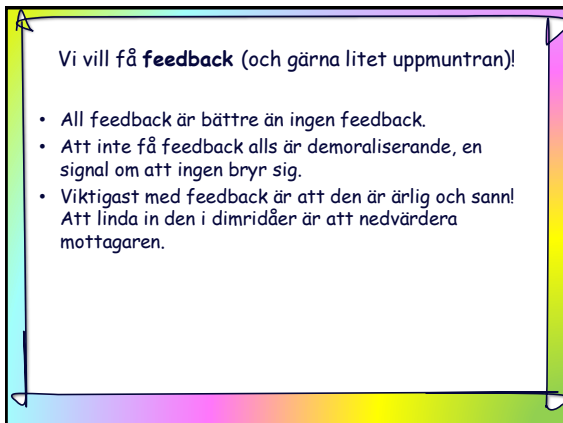 Vi vill få feedback (och gärna litet uppmuntran)!
• All feedback är bättre än ingen feedback.
• Att inte få feedback alls är demoraliserande, en
signal om att ingen bryr sig.
• Viktigast med feedback är att den är ärlig och sann!
Att linda in den i dimridåer är att nedvärdera
mottagaren.